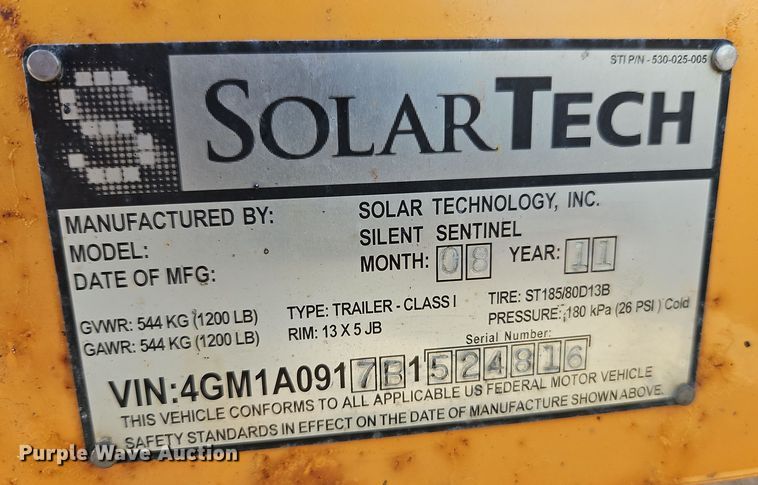 STI P/N - 530-025-005
SOLARTECH
MANUFACTURED BY: SOLAR TECHNOLOGY, INC.
MODEL: SILENT SENTINEL
DATE OF MFG: MONTH: 08 YEAR: 11
GVWR: 544 KG (1200 LB) TYPE: TRAILER - CLASS I TIRE: ST185/80D13B
GAWR: 544 KG (1200 LB) RIM: 13 X 5 JB PRESSURE: 180 kPa (26 PSI) Cold
Serial Number:
VIN:4GM1A0917B1524816
THIS VEHICLE CONFORMS TO ALL APPLICABLE US FEDERAL MOTOR VEHICLE
SAFETY STANDARDS IN EFFECT ON THE DATE OF MANUFACTURE SHOWN ABOVE.
Purple Wave Auction